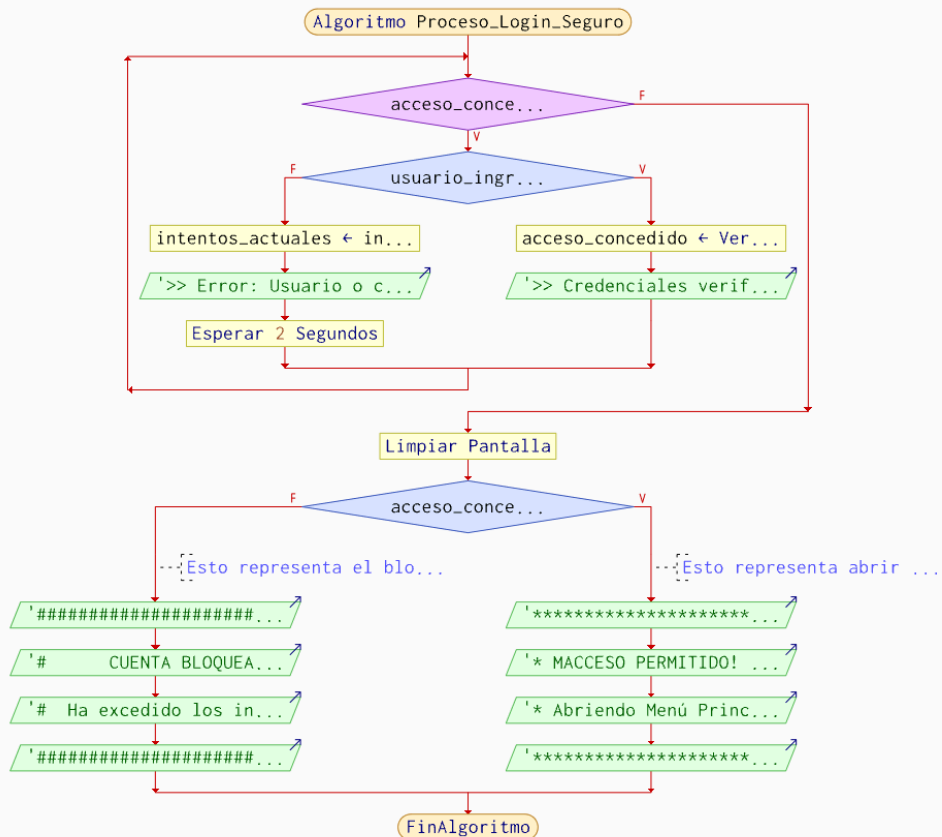 Algoritmo Proceso_Login_Seguro
acceso_conce...
F
V
usuario_ingr...
F
V
intentos_actuales ← in...
acceso_concedido ← Ver...
'>> Error: Usuario o c...
'>> Credenciales verif...
Esperar 2 Segundos
Limpiar Pantalla
acceso_conce...
F
V
Esto representa el blo...
Esto representa abrir ...
'#####################...
'*********************...
'#      CUENTA BLOQUEA...
'* MACCESO PERMITIDO! ...
'#  Ha excedido los in...
'* Abriendo Menú Princ...
'#####################...
'*********************...
FinAlgoritmo